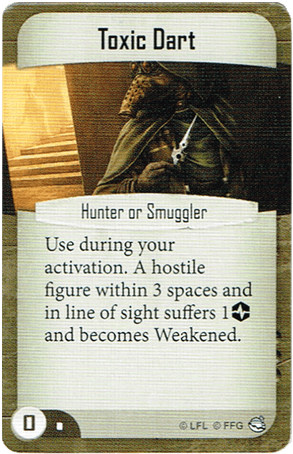 Toxic Dart
Hunter or Smuggler
Use during your
activation. A hostile
figure within 3 spaces and
in line of sight suffers 1
and becomes Weakened.
0
© LFL © FFG